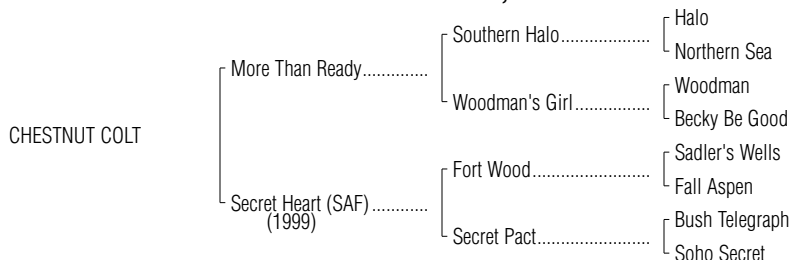 Halo
Southern Halo....................
Northern Sea
More Than Ready..............
Woodman
Woodman's Girl.................
Becky Be Good
CHESTNUT COLT
Sadler's Wells
Fort Wood..........................
Fall Aspen
Secret Heart (SAF)............
(1999)
Bush Telegraph
Secret Pact........................
Soho Secret